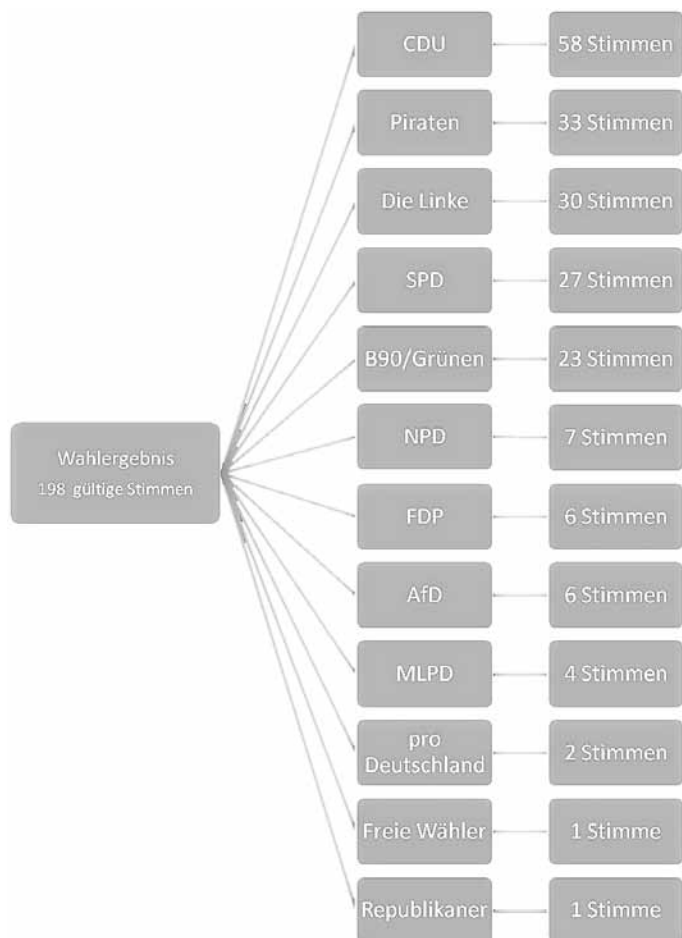 CDU
58 Stimmen
Piraten
33 Stimmen
Die Linke
30 Stimmen
SPD
27 Stimmen
B90/Grünen
23 Stimmen
Wahlergebnis
198 gültige Stimmen
NPD
7 Stimmen
FDP
6 Stimmen
AfD
6 Stimmen
MLPD
4 Stimmen
pro
Deutschland
2 Stimmen
Freie Wähler
1 Stimme
Republikaner
1 Stimme